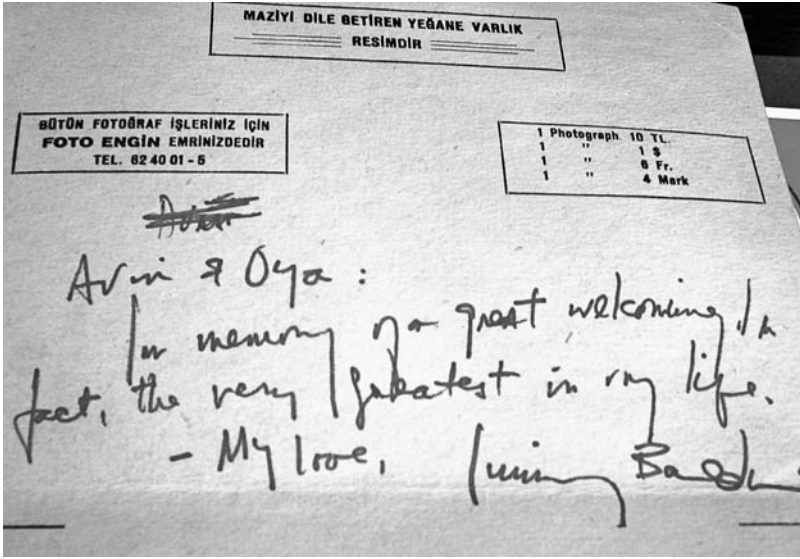 MAZİYİ DİLE GETİREN YEĞANE VARLIK
RESİMDİR
BÜTÜN FOTOĞRAF İŞLERİNİZ İÇİN
FOTO ENGİN EMRİNİZDEDİR
TEL. 62 40 01 - 5
1 Photograph 10 TL.
1 " 1 $
1 " 6 Fr.
1 " 4 Mark
Avin & Oya :
In memory of a great welcoming. In
fact, the very greatest in my life.
- My love,